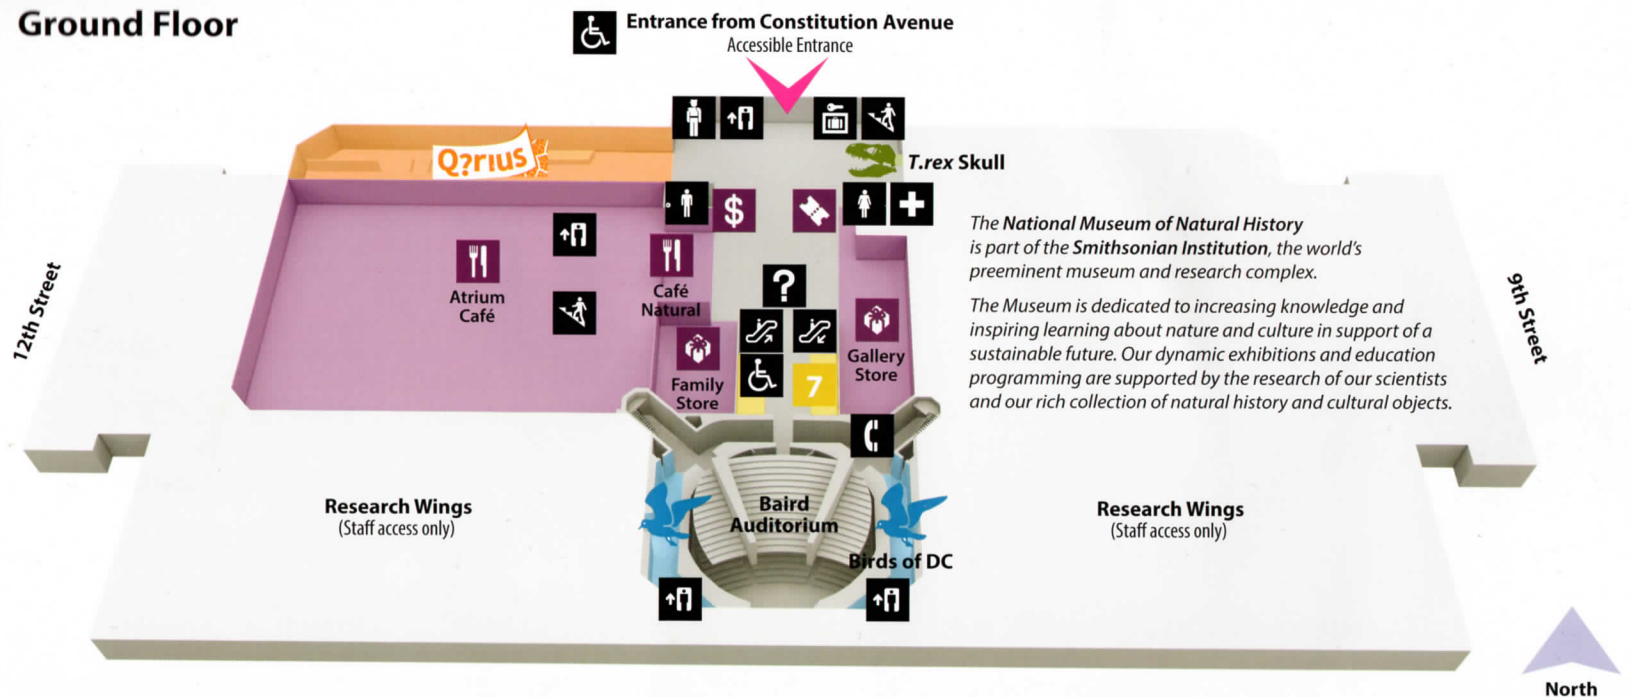 Ground Floor
Entrance from Constitution Avenue
Accessible Entrance
Q?rius
T.rex Skull
$
?
Atrium
Café
Café
Natural
Family
Store
7
Gallery
Store
The National Museum of Natural History
is part of the Smithsonian Institution, the world's
preeminent museum and research complex.
The Museum is dedicated to increasing knowledge and
inspiring learning about nature and culture in support of a
sustainable future. Our dynamic exhibitions and education
programming are supported by the research of our scientists
and our rich collection of natural history and cultural objects.
12th Street
9th Street
Research Wings
(Staff access only)
Baird
Auditorium
Birds of DC
Research Wings
(Staff access only)
North